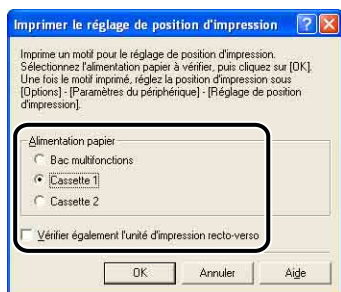 Imprimer le réglage de position d'impression
Imprime un motif pour le réglage de position d'impression.
Sélectionnez l'alimentation papier à vérifier, puis cliquez sur [OK].
Une fois le motif imprimé, réglez la position d'impression sous
[Options] - [Paramètres du périphérique] - [Réglage de position
d'impression].
Alimentation papier
Bac multifonctions
Cassette 1
Cassette 2
Vérifier également l'unité d'impression recto-verso
OK Annuler Aide